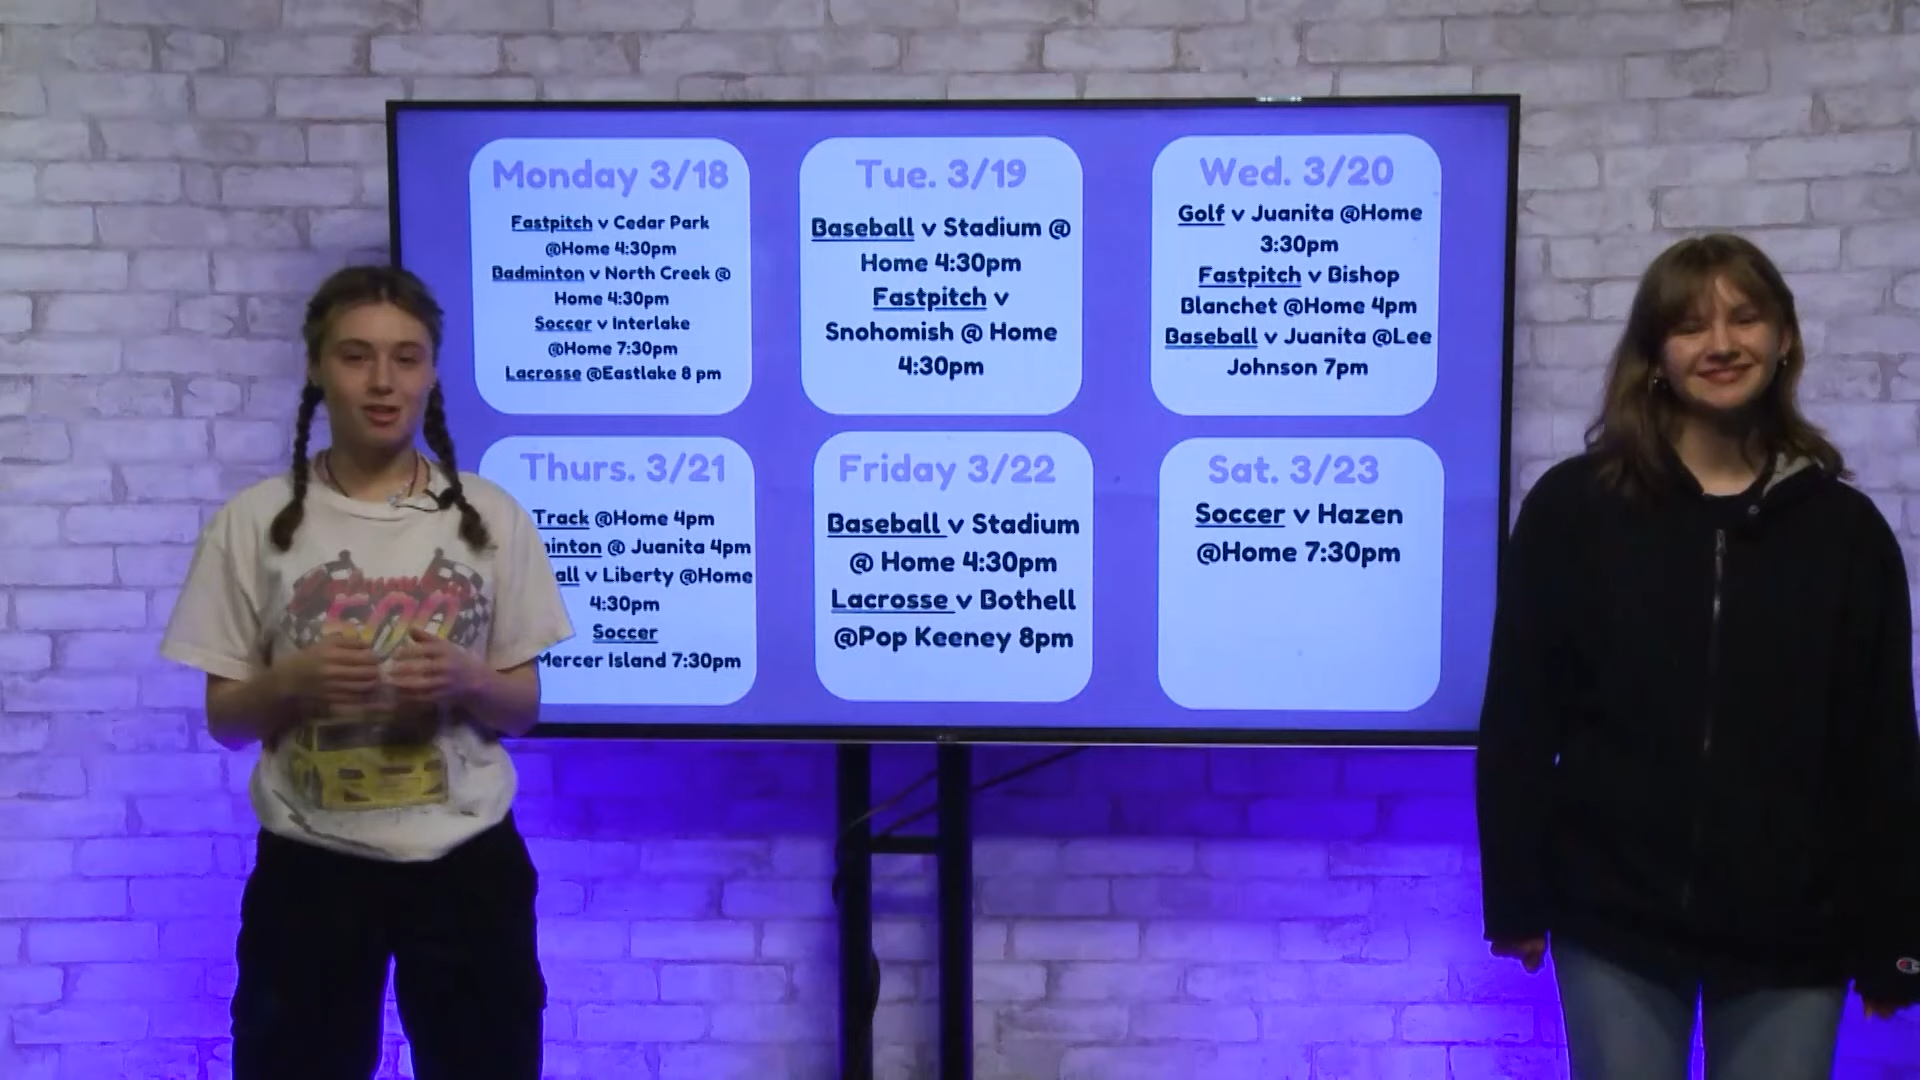 Monday 3/18
Fastpitch v Cedar Park
@Home 4:30pm
Badminton v North Creek @
Home 4:30pm
Soccer v Interlake
@Home 7:30pm
Lacrosse @Eastlake 8 pm
Tue. 3/19
Baseball v Stadium @
Home 4:30pm
Fastpitch v
Snohomish @ Home
4:30pm
Wed. 3/20
Golf v Juanita @Home
3:30pm
Fastpitch v Bishop
Blanchet @Home 4pm
Baseball v Juanita @Lee
Johnson 7pm
Thurs. 3/21
Track @Home 4pm
inton @ Juanita 4pm
all v Liberty @Home
4:30pm
Soccer
Mercer Island 7:30pm
Friday 3/22
Baseball v Stadium
@ Home 4:30pm
Lacrosse v Bothell
@Pop Keeney 8pm
Sat. 3/23
Soccer v Hazen
@Home 7:30pm
500